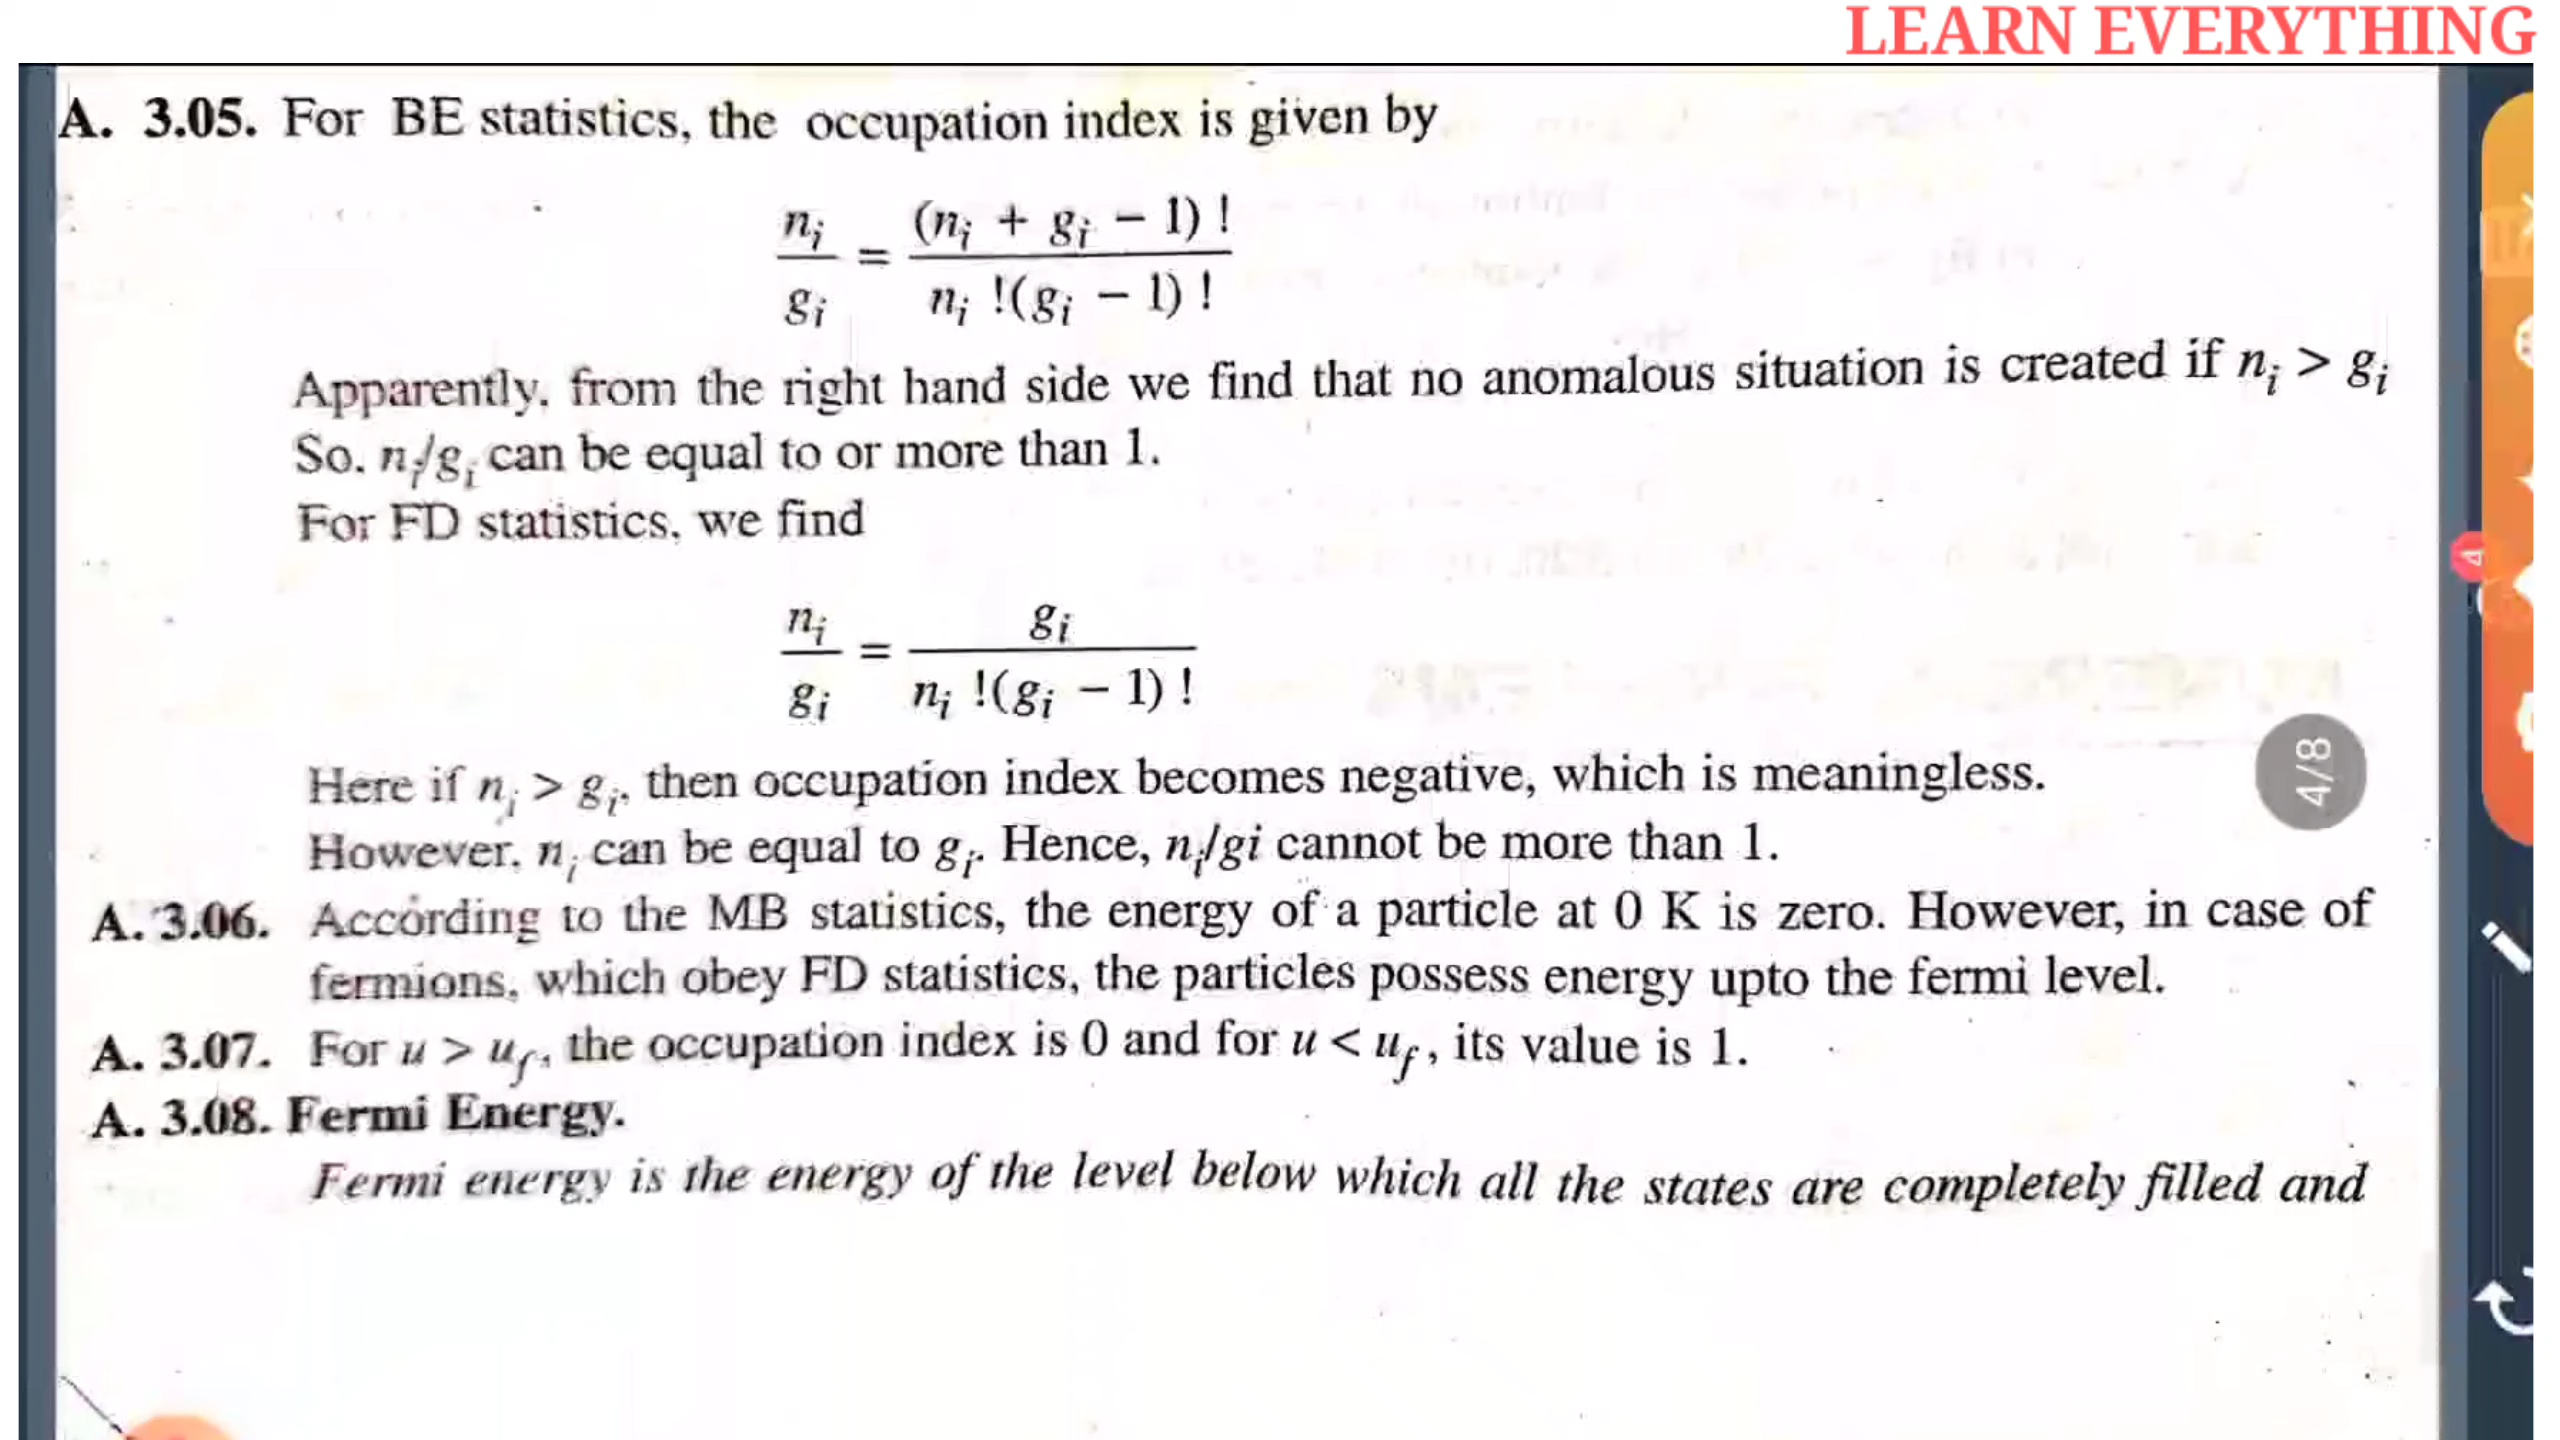 LEARN EVERYTHING
A. 3.05. For BE statistics, the occupation index is given by
n_i/g_i = (n_i + g_i − 1) ! / n_i !(g_i − 1) !
Apparently, from the right hand side we find that no anomalous situation is created if n_i > g_i
So, n_i/g_i can be equal to or more than 1.
For FD statistics, we find
n_i/g_i = g_i / n_i !(g_i − 1) !
Here if n_i > g_i, then occupation index becomes negative, which is meaningless.
However, n_i can be equal to g_i. Hence, n_i/gi cannot be more than 1.
4/8
4
A. 3.06. According to the MB statistics, the energy of a particle at 0 K is zero. However, in case of
fermions, which obey FD statistics, the particles possess energy upto the fermi level.
A. 3.07. For u > u_f, the occupation index is 0 and for u < u_f, its value is 1.
A. 3.08. Fermi Energy.
Fermi energy is the energy of the level below which all the states are completely filled and